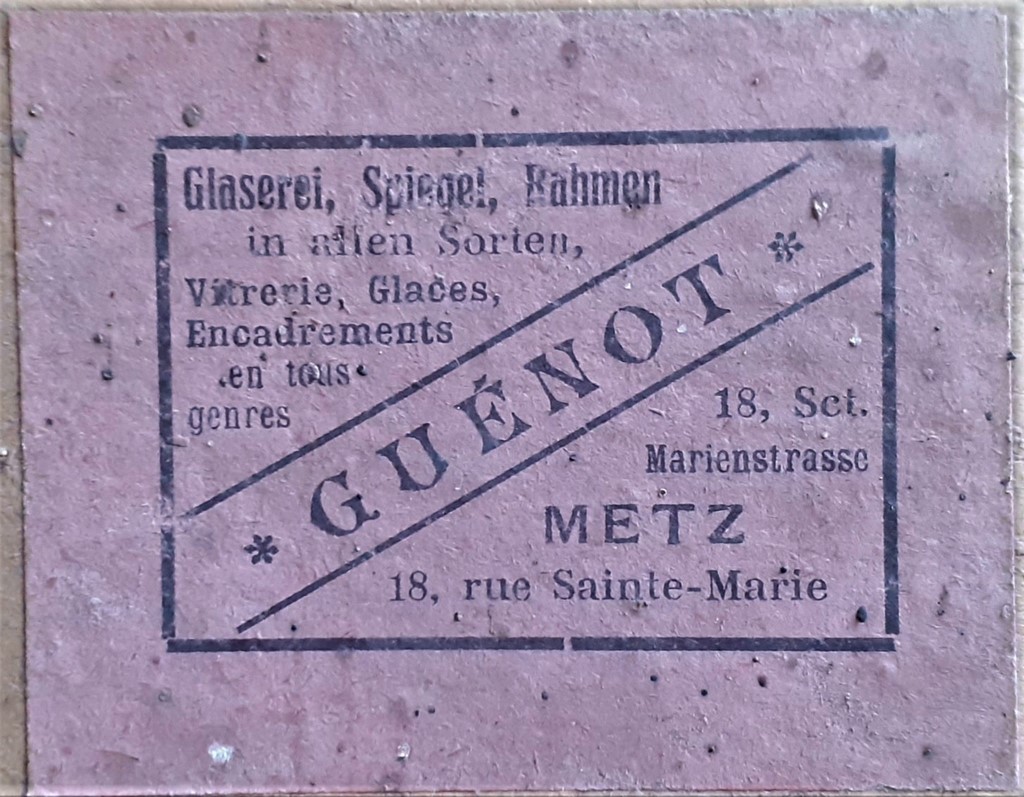 Glaserei, Spiegel, Rahmen
in allen Sorten,
Vitrerie, Glaces,
Encadrements
en tous
genres
* GUÉNOT *
18, Sct.
Marienstrasse
METZ
18, rue Sainte-Marie